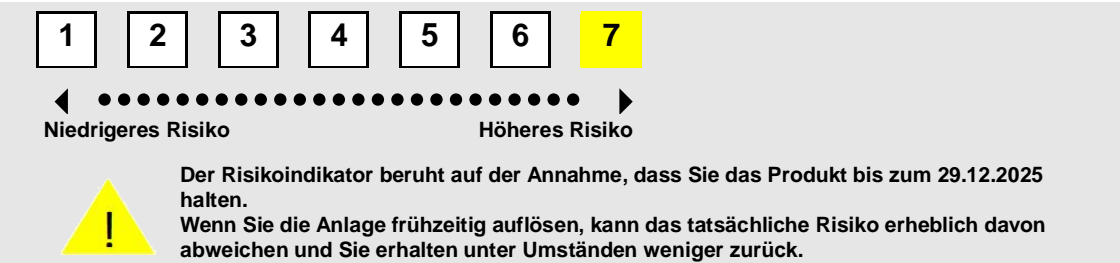 1 2 3 4 5 6 7
Niedrigeres Risiko Höheres Risiko
Der Risikoindikator beruht auf der Annahme, dass Sie das Produkt bis zum 29.12.2025
halten.
Wenn Sie die Anlage frühzeitig auflösen, kann das tatsächliche Risiko erheblich davon
! abweichen und Sie erhalten unter Umständen weniger zurück.